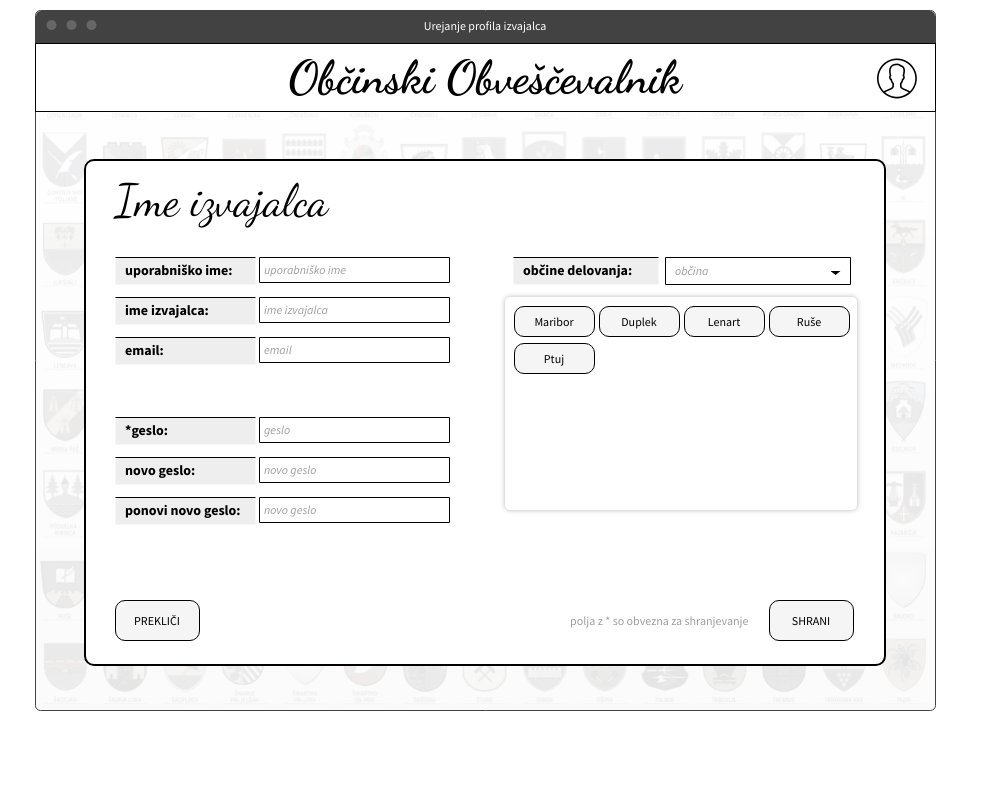 Urejanje profila izvajalca
Občinski Obveščevalnik
Ime izvajalca
uporabniško ime: uporabniško ime
ime izvajalca: ime izvajalca
email: email
*geslo: geslo
novo geslo: novo geslo
ponovi novo geslo: novo geslo
občine delovanja: občina
Maribor Duplek Lenart Ruše
Ptuj
PREKLIČI
polja z * so obvezna za shranjevanje
SHRANI